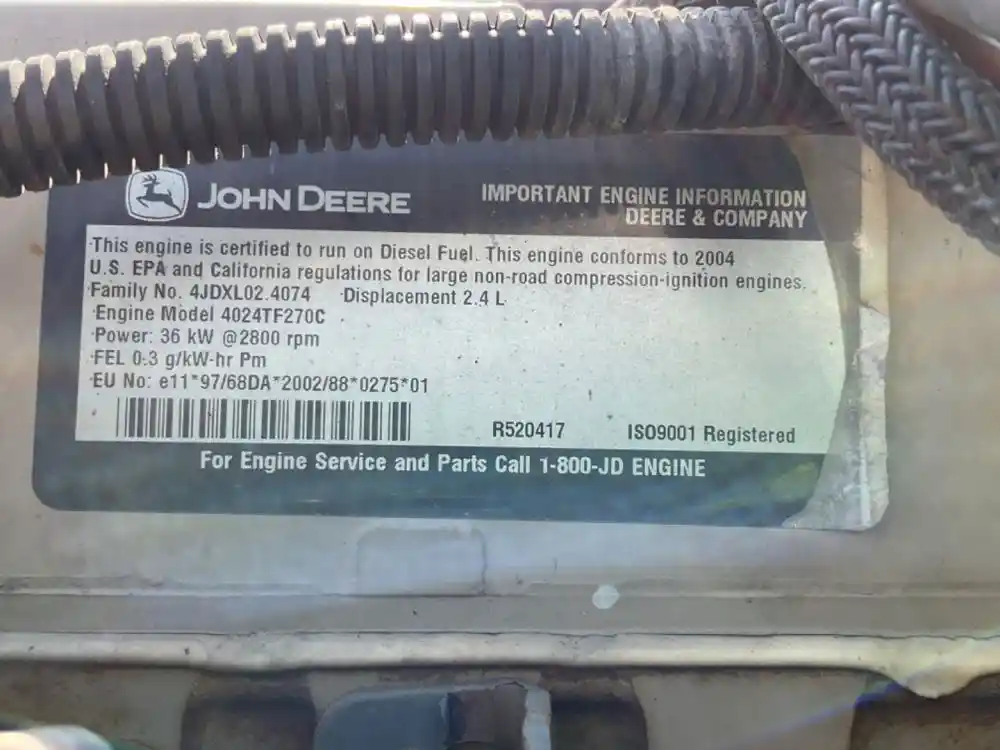 JOHN DEERE
IMPORTANT ENGINE INFORMATION
DEERE & COMPANY
·This engine is certified to run on Diesel Fuel. This engine conforms to 2004
U.S. EPA and California regulations for large non-road compression-ignition engines.
·Family No. 4JDXL02.4074 ·Displacement 2.4 L
·Engine Model 4024TF270C
·Power: 36 kW @2800 rpm
·FEL 0.3 g/kW-hr Pm
·EU No: e11*97/68DA*2002/88*0275*01
R520417 ISO9001 Registered
For Engine Service and Parts Call 1-800-JD ENGINE